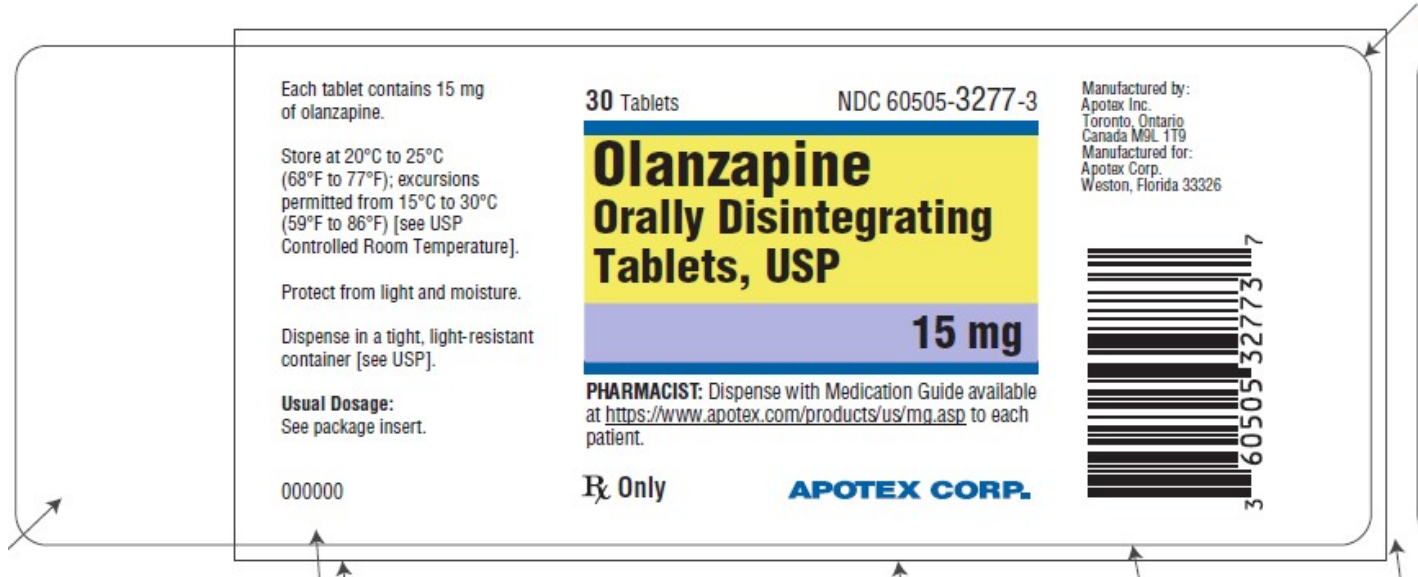 Each tablet contains 15 mg
of olanzapine.
Store at 20°C to 25°C
(68°F to 77°F); excursions
permitted from 15°C to 30°C
(59°F to 86°F) [see USP
Controlled Room Temperature].
Protect from light and moisture.
Dispense in a tight, light-resistant
container [see USP].
Usual Dosage:
See package insert.
000000
30 Tablets NDC 60505-3277-3
Olanzapine
Orally Disintegrating
Tablets, USP
15 mg
PHARMACIST: Dispense with Medication Guide available
at https://www.apotex.com/products/us/mg.asp to each
patient.
℞ Only APOTEX CORP.
Manufactured by:
Apotex Inc.
Toronto, Ontario
Canada M9L 1T9
Manufactured for:
Apotex Corp.
Weston, Florida 33326
3 60505 32773 7